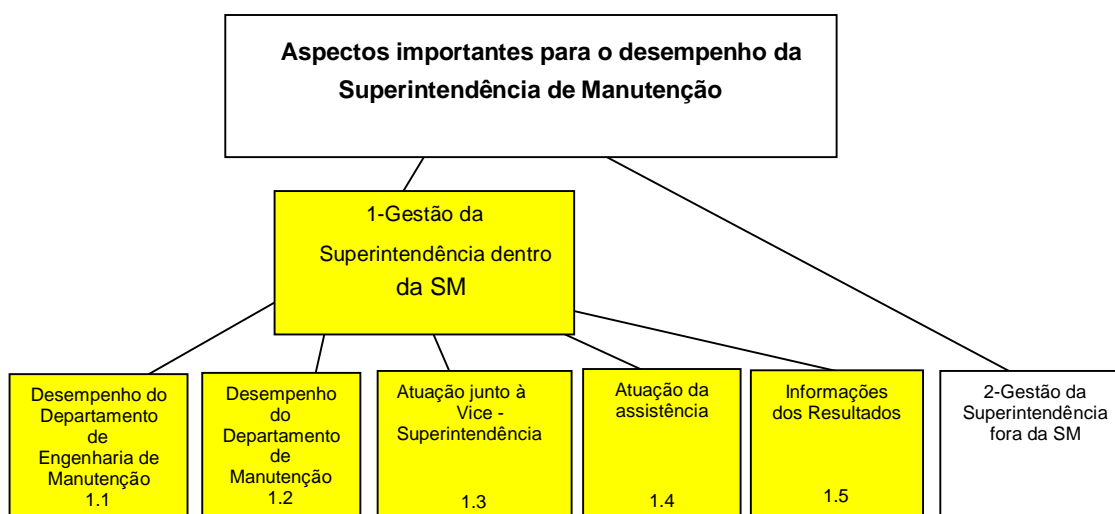 Aspectos importantes para o desempenho da
Superintendência de Manutenção
1-Gestão da
Superintendência dentro
da SM
Desempenho do
Departamento
de
Engenharia de
Manutenção
1.1
Desempenho
do
Departamento
de
Manutenção
1.2
Atuação junto à
Vice -
Superintendência
1.3
Atuação da
assistência
1.4
Informações
dos Resultados
1.5
2-Gestão da
Superintendência
fora da SM